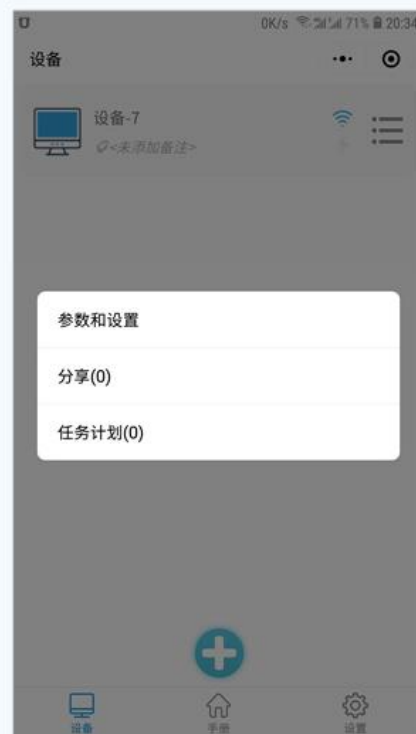 0K/s 71% 20:34
设备
设备-7
<未添加备注>
参数和设置
分享(0)
任务计划(0)
设备
手册
设置